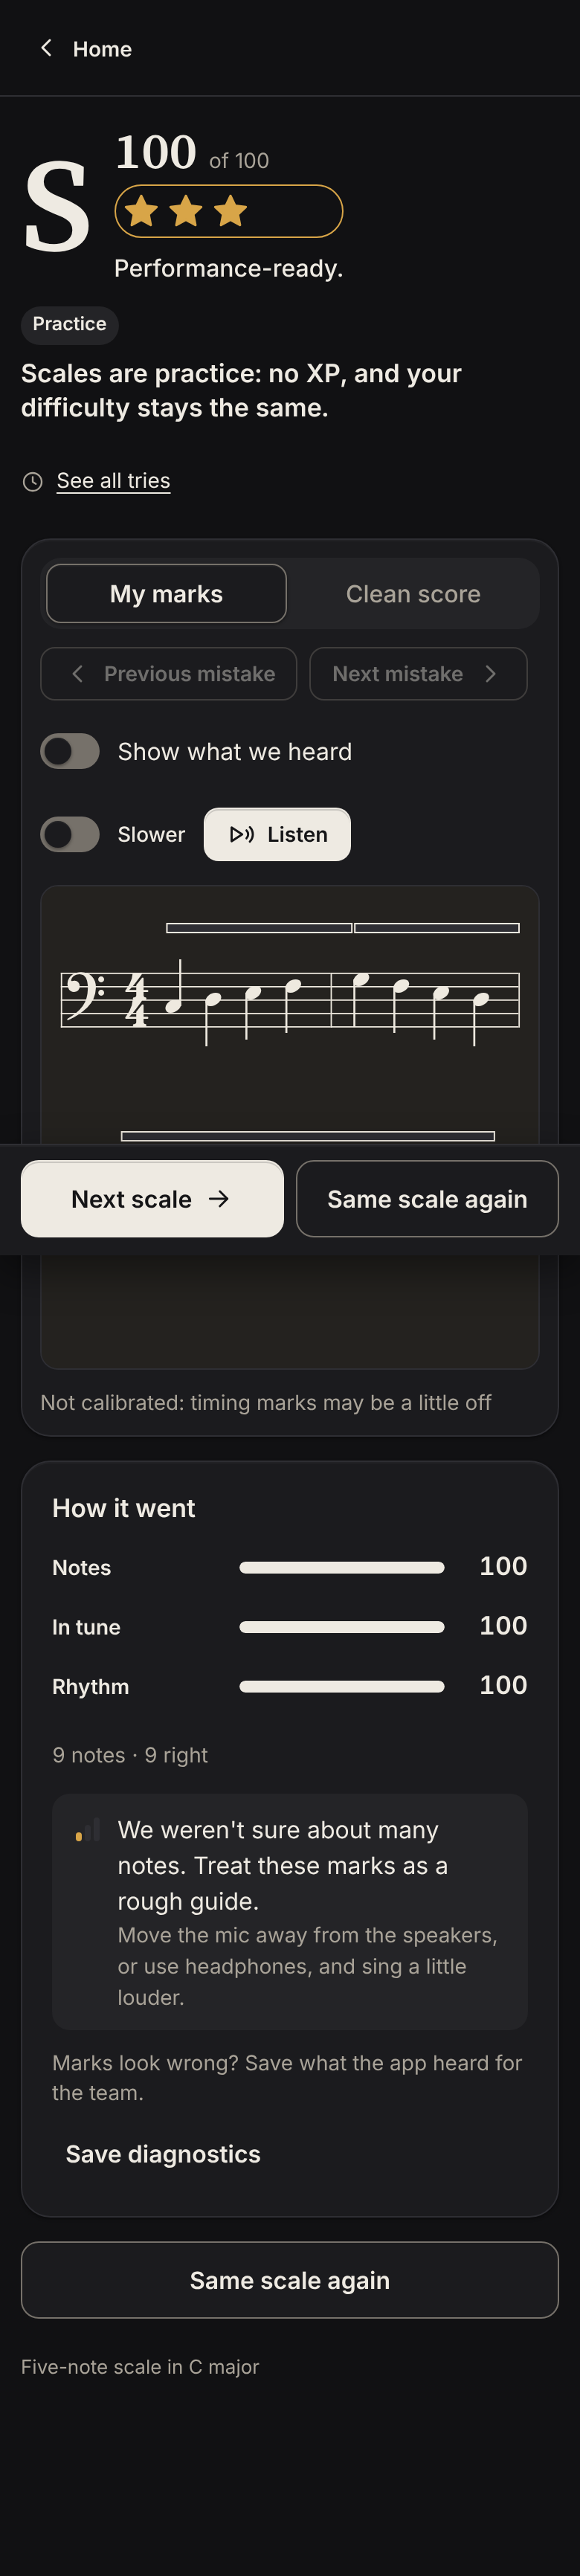 Home
S
100 of 100
Performance-ready.
Practice
Scales are practice: no XP, and your
difficulty stays the same.
See all tries
My marks
Clean score
Previous mistake
Next mistake
Show what we heard
Slower
Listen
4
4
Next scale
Same scale again
Not calibrated: timing marks may be a little off
How it went
Notes 100
In tune 100
Rhythm 100
9 notes · 9 right
We weren't sure about many
notes. Treat these marks as a
rough guide.
Move the mic away from the speakers,
or use headphones, and sing a little
louder.
Marks look wrong? Save what the app heard for
the team.
Save diagnostics
Same scale again
Five-note scale in C major